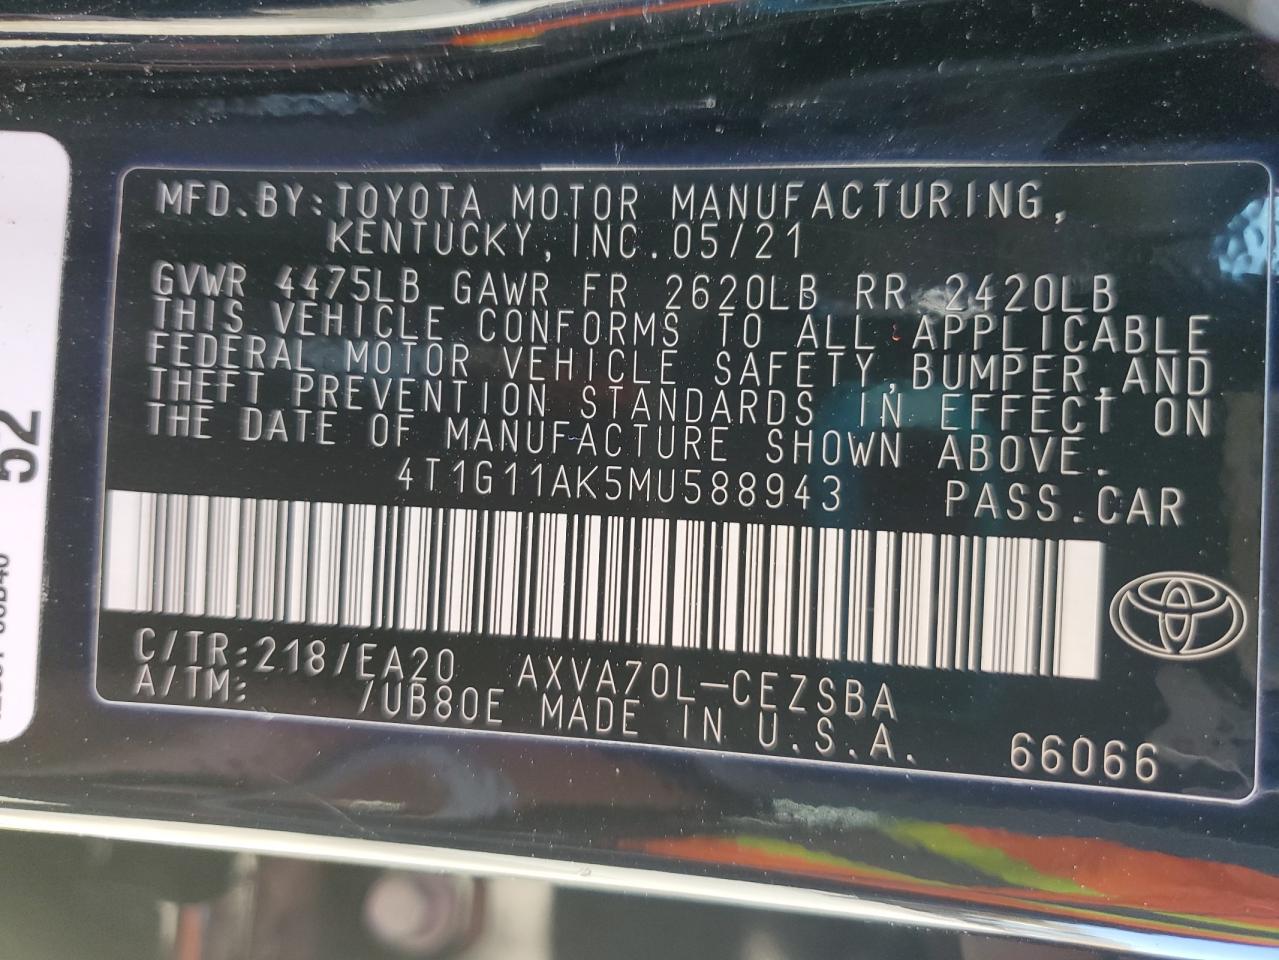 MFD.BY:TOYOTA MOTOR MANUFACTURING,
KENTUCKY,INC.05/21
GVWR 4475LB GAWR FR 2620LB RR 2420LB
THIS VEHICLE CONFORMS TO ALL APPLICABLE
FEDERAL MOTOR VEHICLE SAFETY,BUMPER,AND
THEFT PREVENTION STANDARDS IN EFFECT ON
THE DATE OF MANUFACTURE SHOWN ABOVE.
4T1G11AK5MU588943 PASS.CAR
C/TR:218/EA20 AXVA70L-CEZSBA
A/TM: /UB80E MADE IN U.S.A. 66066
52